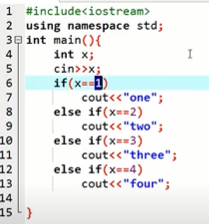 1 #include<iostream>
2 using namespace std;
3 int main(){
4 int x;
5 cin>>x;
6 if(x==1)
7 cout<<"one";
8 else if(x==2)
9 cout<<"two";
10 else if(x==3)
11 cout<<"three";
12 else if(x==4)
13 cout<<"four";
14
15 }